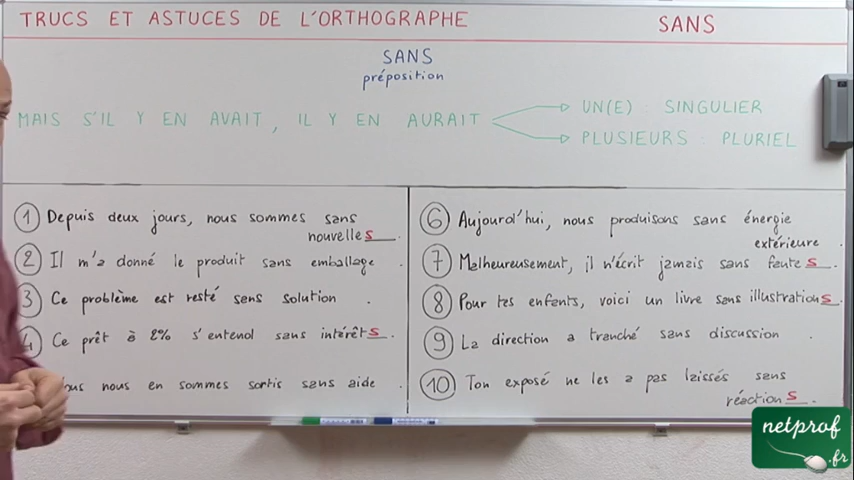 TRUCS ET ASTUCES DE L'ORTHOGRAPHE SANS
SANS
préposition
MAIS S'IL Y EN AVAIT, IL Y EN AURAIT
UN(E) : SINGULIER
PLUSIEURS : PLURIEL
1 Depuis deux jours, nous sommes sans
nouvelles.
2 Il m'a donné le produit sans emballage .
3 Ce problème est resté sans solution .
4 Ce prêt à 2% s'entend sans intérêts.
nous en sommes sortis sans aide .
6 Aujourd'hui, nous produisons sans énergie
extérieure .
7 Malheureusement, il n'écrit jamais sans fautes.
8 Pour tes enfants, voici un livre sans illustrations.
9 La direction a tranché sans discussion .
10 Ton exposé ne les a pas laissés sans
réactions.
netprof
.fr